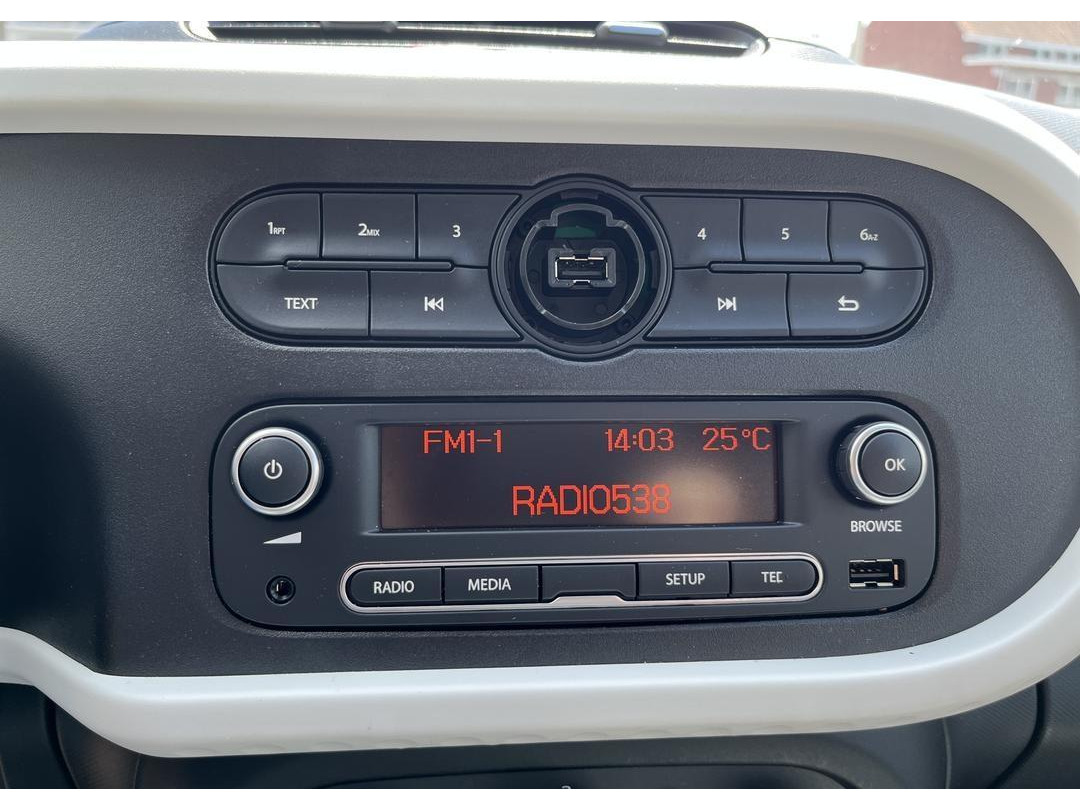 1RPT 2MIX 3 4 5 6A-Z
TEXT
FM1-1 14:03 25°C
RADIO538
OK
BROWSE
RADIO MEDIA SETUP TEL